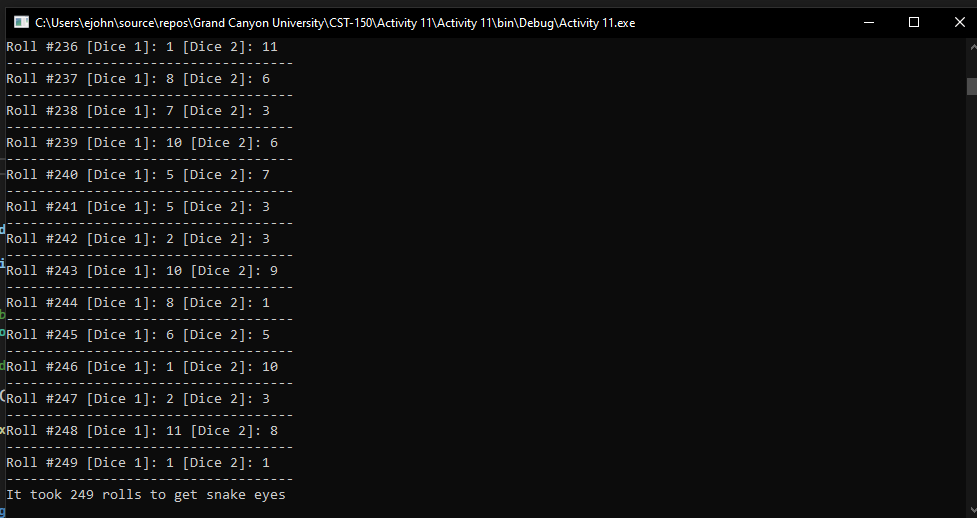 C:\Users\ejohn\source\repos\Grand Canyon University\CST-150\Activity 11\Activity 11\bin\Debug\Activity 11.exe
Roll #236 [Dice 1]: 1 [Dice 2]: 11
------------------------------------
Roll #237 [Dice 1]: 8 [Dice 2]: 6
------------------------------------
Roll #238 [Dice 1]: 7 [Dice 2]: 3
------------------------------------
Roll #239 [Dice 1]: 10 [Dice 2]: 6
------------------------------------
Roll #240 [Dice 1]: 5 [Dice 2]: 7
------------------------------------
Roll #241 [Dice 1]: 5 [Dice 2]: 3
------------------------------------
Roll #242 [Dice 1]: 2 [Dice 2]: 3
------------------------------------
Roll #243 [Dice 1]: 10 [Dice 2]: 9
------------------------------------
Roll #244 [Dice 1]: 8 [Dice 2]: 1
------------------------------------
Roll #245 [Dice 1]: 6 [Dice 2]: 5
------------------------------------
Roll #246 [Dice 1]: 1 [Dice 2]: 10
------------------------------------
Roll #247 [Dice 1]: 2 [Dice 2]: 3
------------------------------------
Roll #248 [Dice 1]: 11 [Dice 2]: 8
------------------------------------
Roll #249 [Dice 1]: 1 [Dice 2]: 1
------------------------------------
It took 249 rolls to get snake eyes